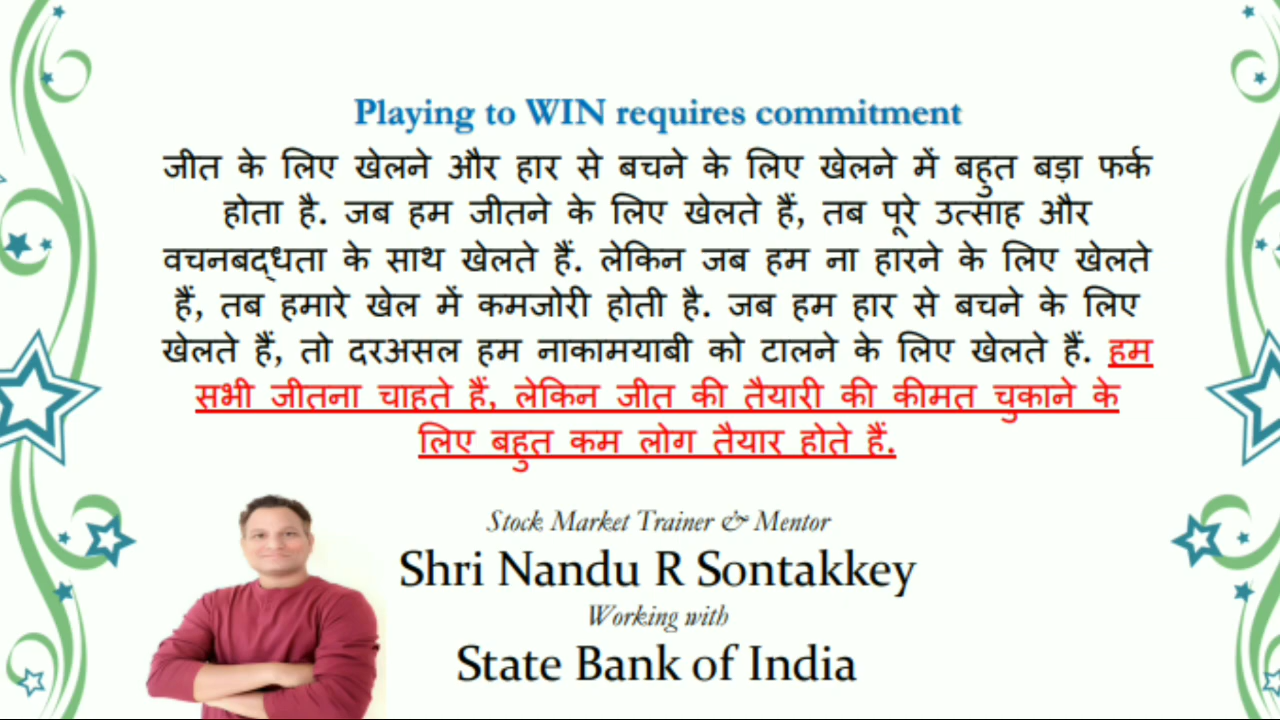 Playing to WIN requires commitment
जीत के लिए खेलने और हार से बचने के लिए खेलने में बहुत बड़ा फर्क
होता है. जब हम जीतने के लिए खेलते हैं, तब पूरे उत्साह और
वचनबद्धता के साथ खेलते हैं. लेकिन जब हम ना हारने के लिए खेलते
हैं, तब हमारे खेल में कमजोरी होती है. जब हम हार से बचने के लिए
खेलते हैं, तो दरअसल हम नाकामयाबी को टालने के लिए खेलते हैं. हम
सभी जीतना चाहते हैं, लेकिन जीत की तैयारी की कीमत चुकाने के
लिए बहुत कम लोग तैयार होते हैं.
Stock Market Trainer & Mentor
Shri Nandu R Sontakkey
Working with
State Bank of India